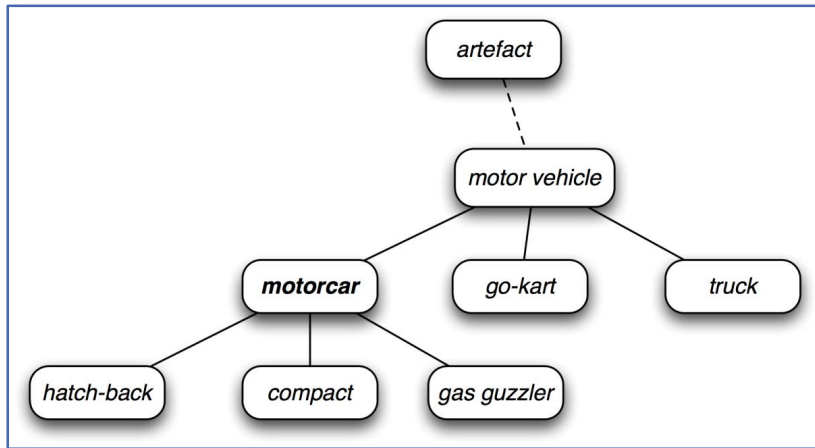 artefact
motor vehicle
motorcar
go-kart
truck
hatch-back
compact
gas guzzler